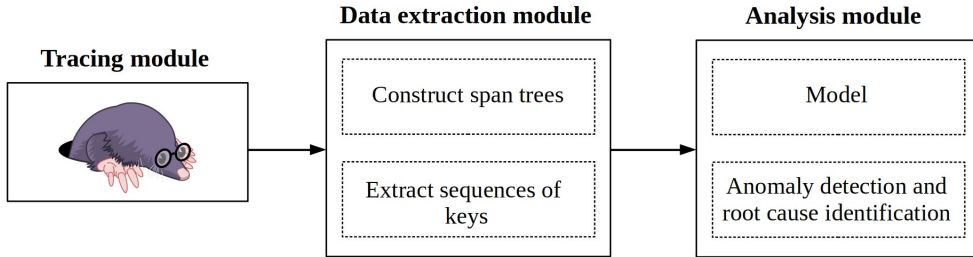 Tracing module
Data extraction module
Construct span trees
Extract sequences of
keys
Analysis module
Model
Anomaly detection and
root cause identification